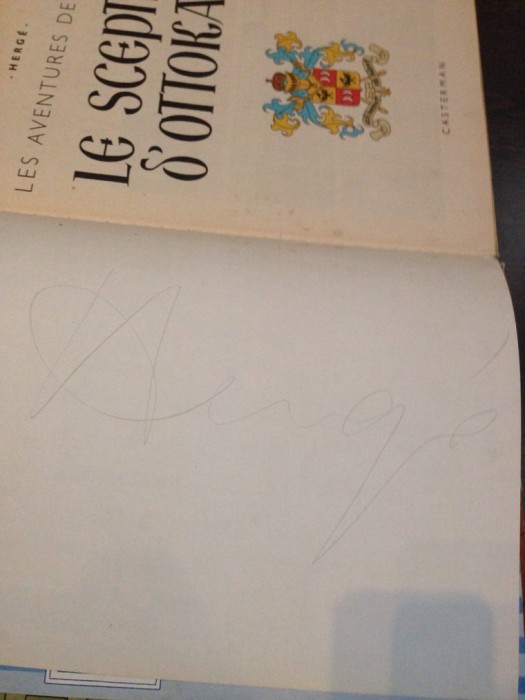 ·HERGÉ·
LES AVENTURES DE
LE SCEPT
D'OTTOKA
CASTERMAN
Hergé